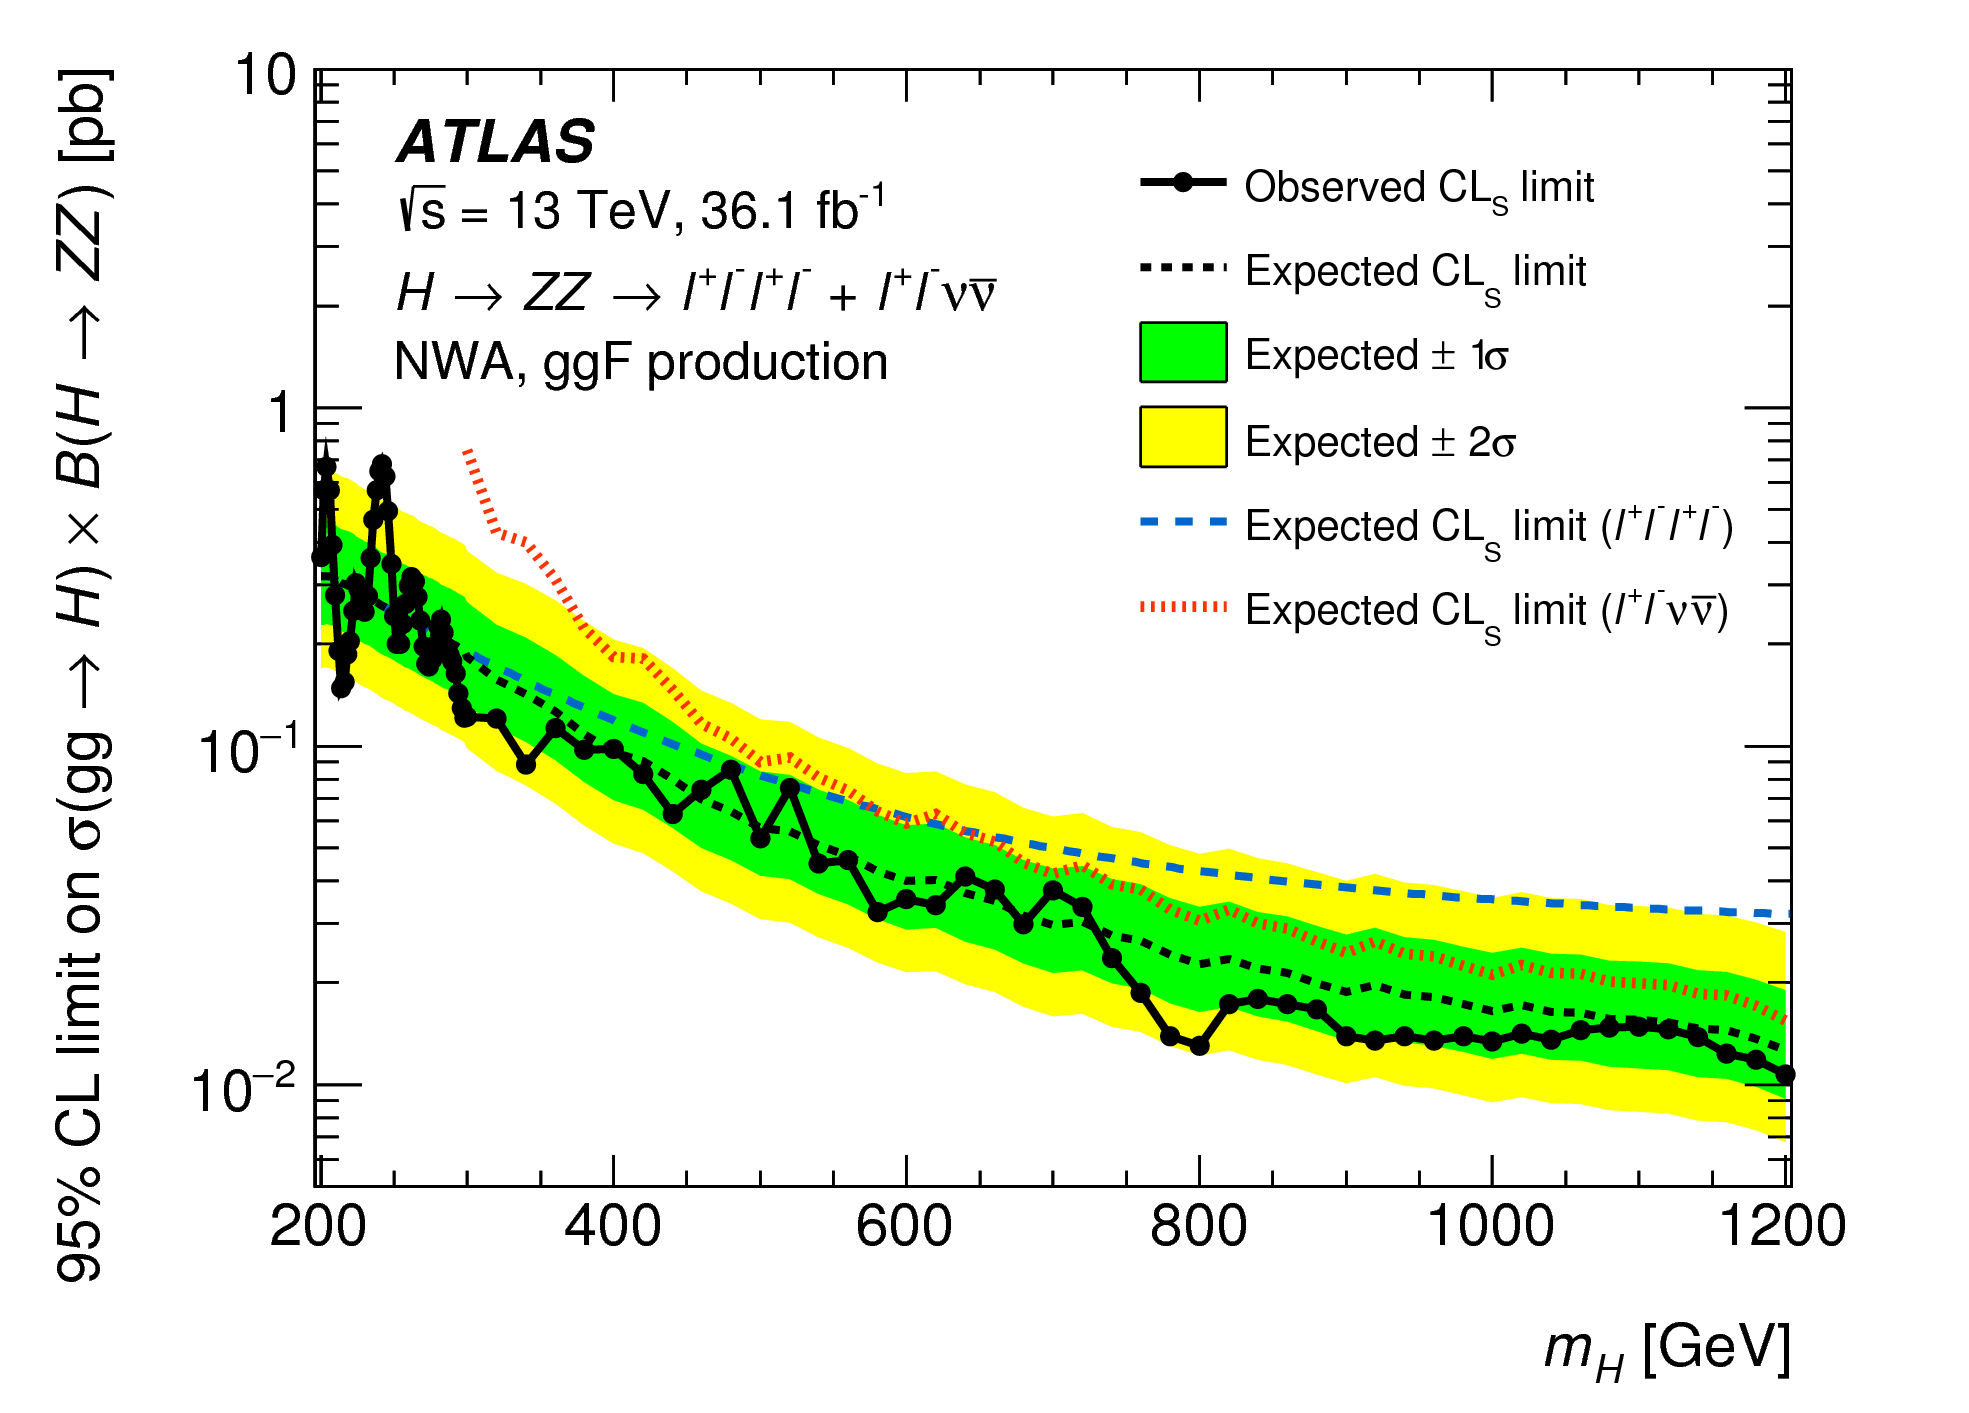 95% CL limit on σ(gg → H) × B(H → ZZ) [pb]
10
1
10⁻¹
10⁻²
ATLAS
√s = 13 TeV, 36.1 fb⁻¹
H → ZZ → l⁺l⁻l⁺l⁻ + l⁺l⁻νν̅
NWA, ggF production
Observed CLₛ limit
Expected CLₛ limit
Expected ± 1σ
Expected ± 2σ
Expected CLₛ limit (l⁺l⁻l⁺l⁻)
Expected CLₛ limit (l⁺l⁻νν̅)
200 400 600 800 1000 1200
m_H [GeV]